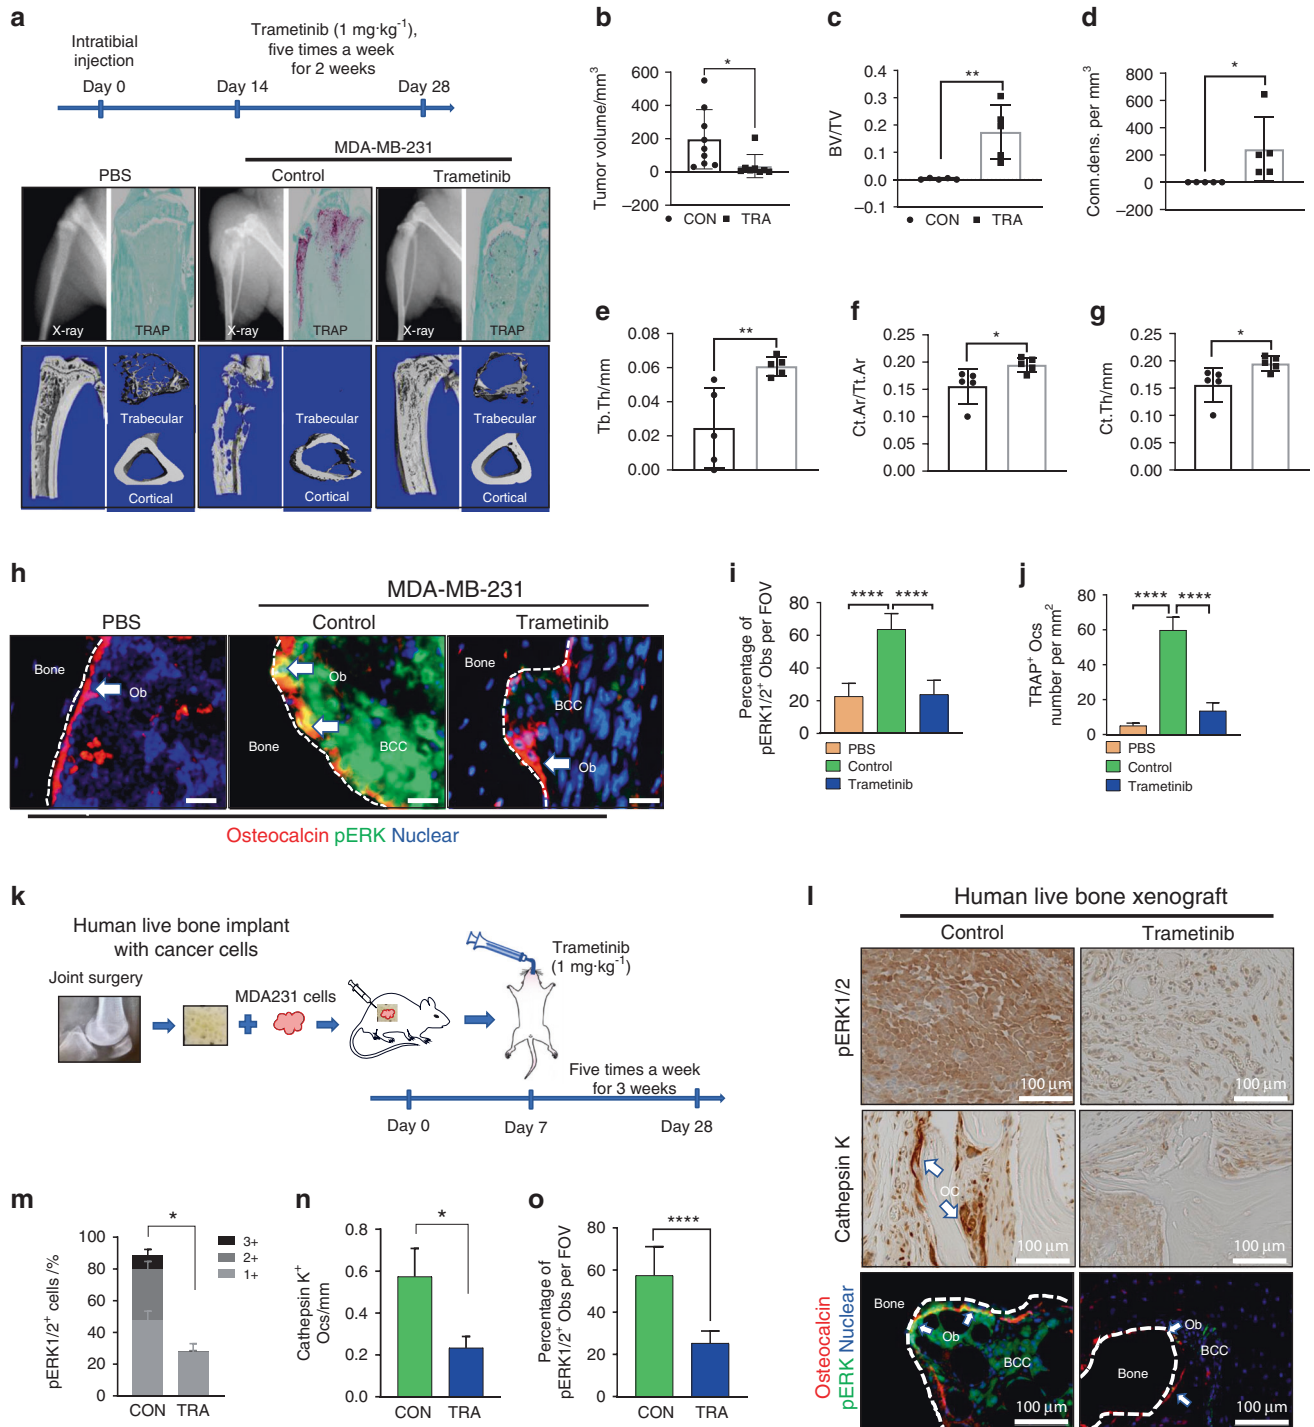 a
Intratibial
injection
Trametinib (1 mg·kg⁻¹),
five times a week
for 2 weeks
Day 0
Day 14
Day 28
MDA-MB-231
PBS
Control
Trametinib
X-ray
TRAP
X-ray
TRAP
X-ray
TRAP
Trabecular
Cortical
Trabecular
Cortical
Trabecular
Cortical
b
Tumor volume/mm³
600
400
200
0
–200
*
CON
TRA
c
BV/TV
0.4
0.3
0.2
0.1
0.0
–0.1
**
CON
TRA
d
Conn.dens. per mm³
800
600
400
200
0
–200
*
e
Tb.Th/mm
0.08
0.06
0.04
0.02
0.00
**
f
Ct.Ar/Tt.Ar
0.25
0.20
0.15
0.10
0.05
0.00
*
g
Ct.Th/mm
0.25
0.20
0.15
0.10
0.05
0.00
*
h
MDA-MB-231
PBS
Control
Trametinib
Bone
Ob
Ob
Bone
BCC
Bone
BCC
Ob
Osteocalcin pERK Nuclear
i
Percentage of
pERK1/2⁺ Obs per FOV
80
60
40
20
0
**** ****
PBS
Control
Trametinib
j
TRAP⁺ Ocs
number per mm²
80
60
40
20
0
**** ****
PBS
Control
Trametinib
k
Human live bone implant
with cancer cells
Joint surgery
MDA231 cells
Trametinib
(1 mg·kg⁻¹)
Five times a week
for 3 weeks
Day 0
Day 7
Day 28
l
Human live bone xenograft
Control
Trametinib
pERK1/2
100 µm
100 µm
Cathepsin K
OC
100 µm
100 µm
Osteocalcin
pERK Nuclear
Bone
Ob
BCC
100 µm
Ob
BCC
Bone
100 µm
m
pERK1/2⁺ cells /%
100
80
60
40
20
0
*
3+
2+
1+
CON
TRA
n
Cathepsin K⁺
Ocs/mm
0.8
0.6
0.4
0.2
0.0
*
CON
TRA
o
Percentage of
pERK1/2⁺ Obs per FOV
80
60
40
20
0
****
CON
TRA